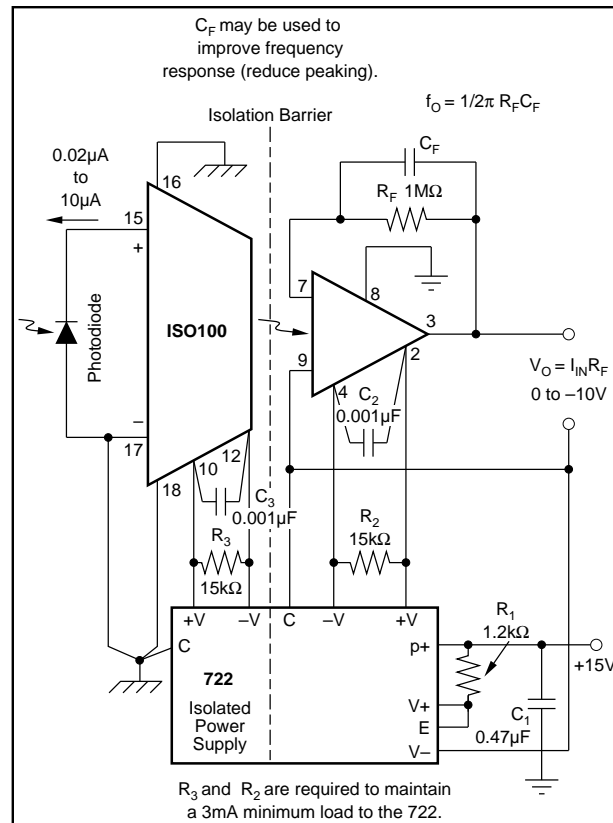 C_F may be used to
improve frequency
response (reduce peaking).
f_O = 1/2π R_FC_F
Isolation Barrier
C_F
R_F 1MΩ
0.02µA
to
10µA
16
15
+
7
8
3
ISO100
Photodiode
9
2
4
C_2
0.001µF
V_O = I_INR_F
0 to –10V
–
17
18
10
12
C_3
0.001µF
R_3
15kΩ
R_2
15kΩ
+V
–V
C
–V
+V
C
722
Isolated
Power
Supply
p+
V+
E
V–
R_1
1.2kΩ
+15V
C_1
0.47µF
R_3 and R_2 are required to maintain
a 3mA minimum load to the 722.